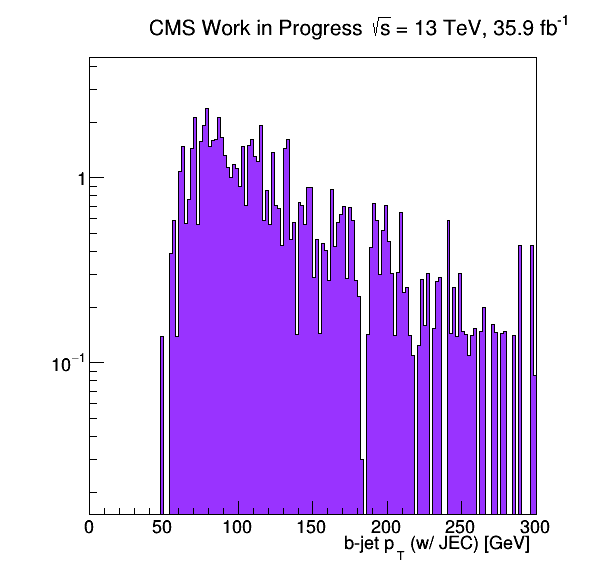 CMS Work in Progress √s = 13 TeV, 35.9 fb⁻¹
1
10⁻¹
0 50 100 150 200 250 300
b-jet p_T (w/ JEC) [GeV]